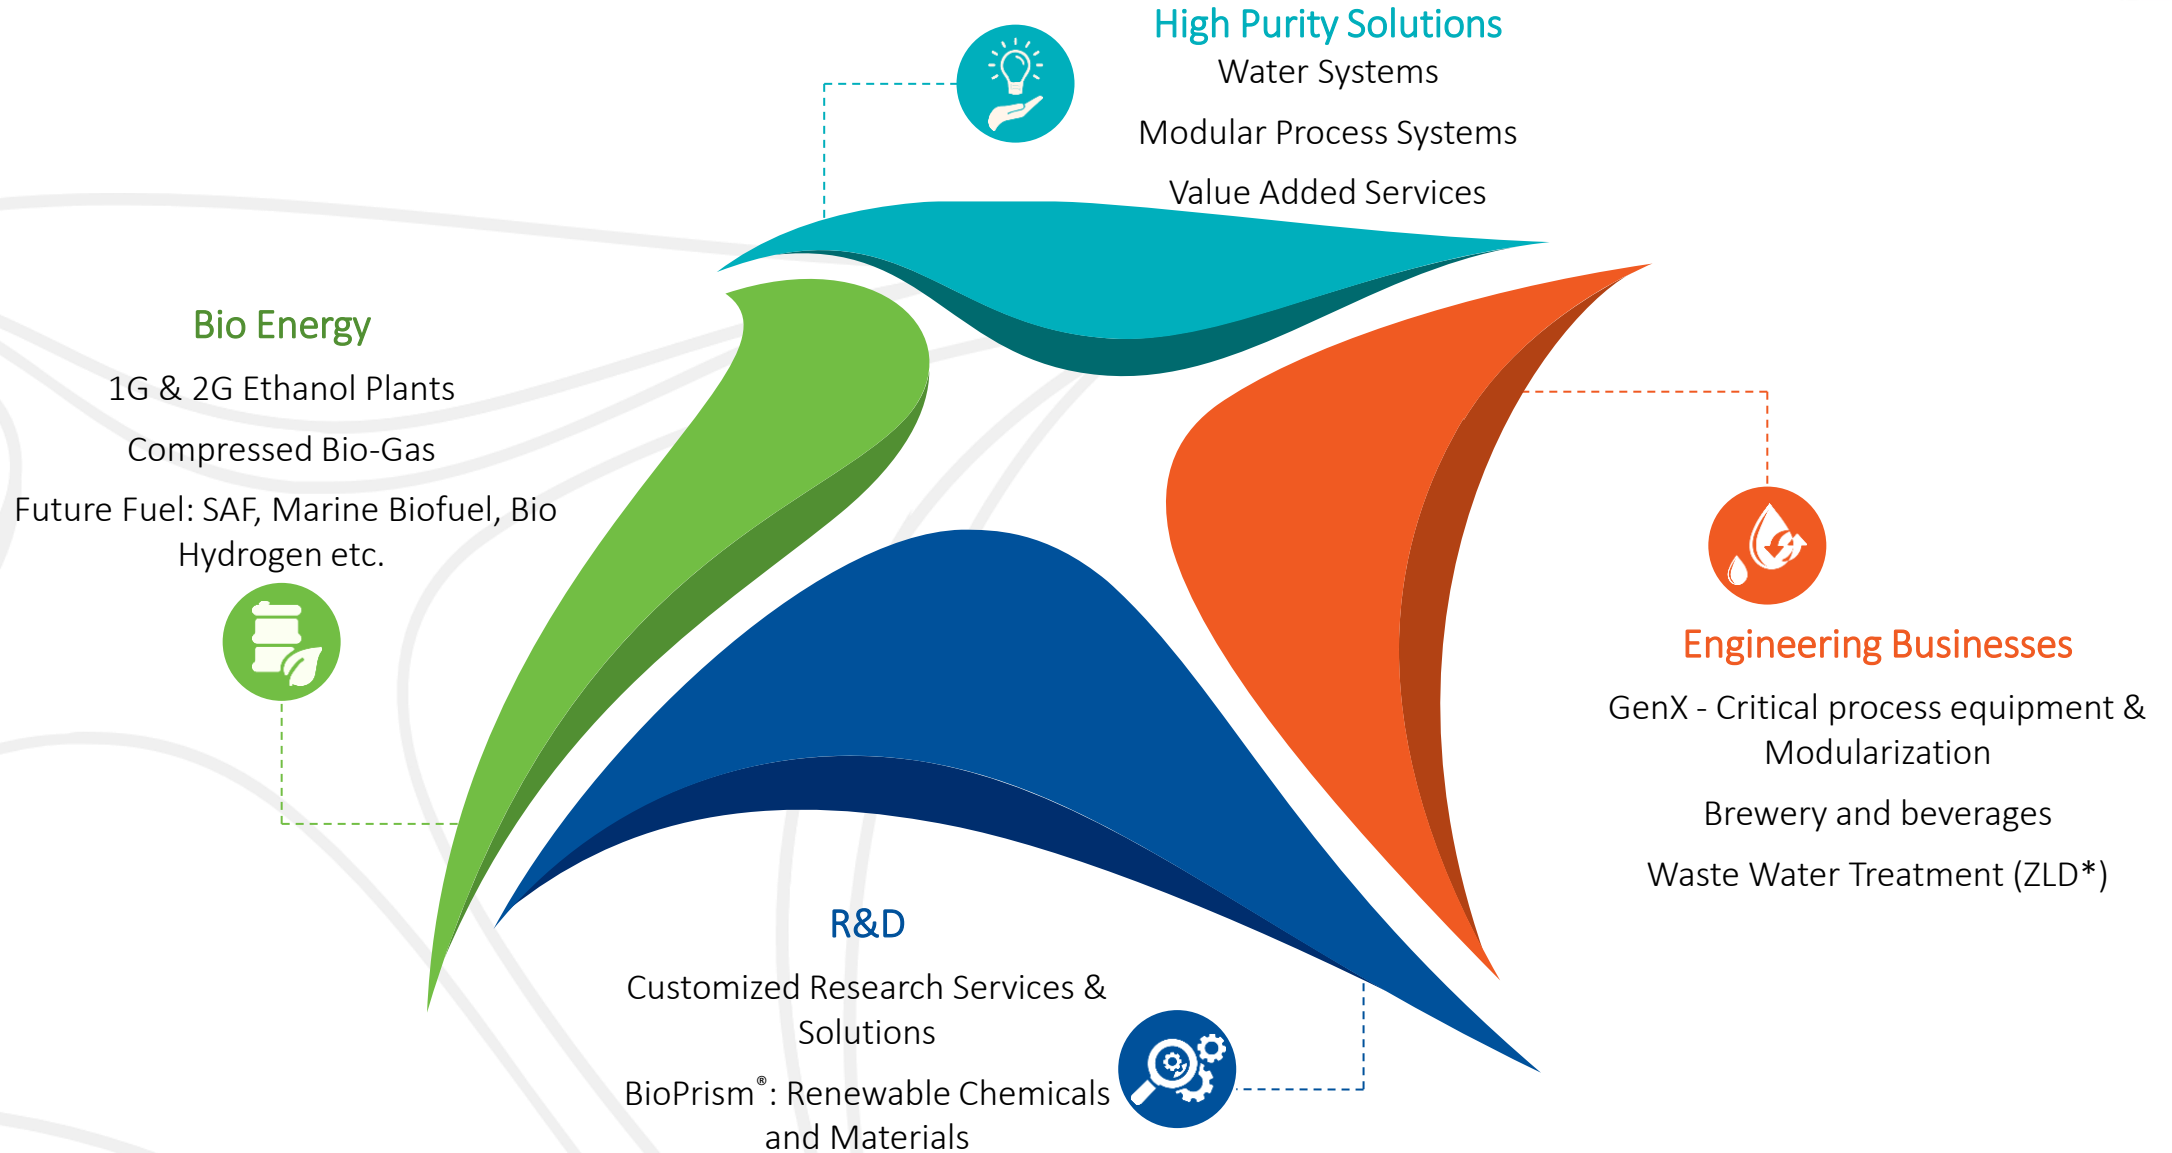 High Purity Solutions
Water Systems
Modular Process Systems
Value Added Services
Bio Energy
1G & 2G Ethanol Plants
Compressed Bio-Gas
Future Fuel: SAF, Marine Biofuel, Bio
Hydrogen etc.
Engineering Businesses
GenX - Critical process equipment &
Modularization
Brewery and beverages
Waste Water Treatment (ZLD*)
R&D
Customized Research Services &
Solutions
BioPrism®: Renewable Chemicals
and Materials